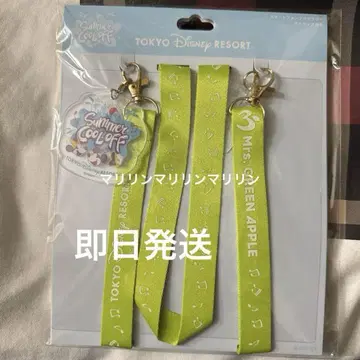 Summer
COOL OFF
TOKYO Disney RESORT
Summer
COOL OFF
マリリンマリリンマリリン
TOKYO Disney RESORT
Mrs. GREEN APPLE
即日発送